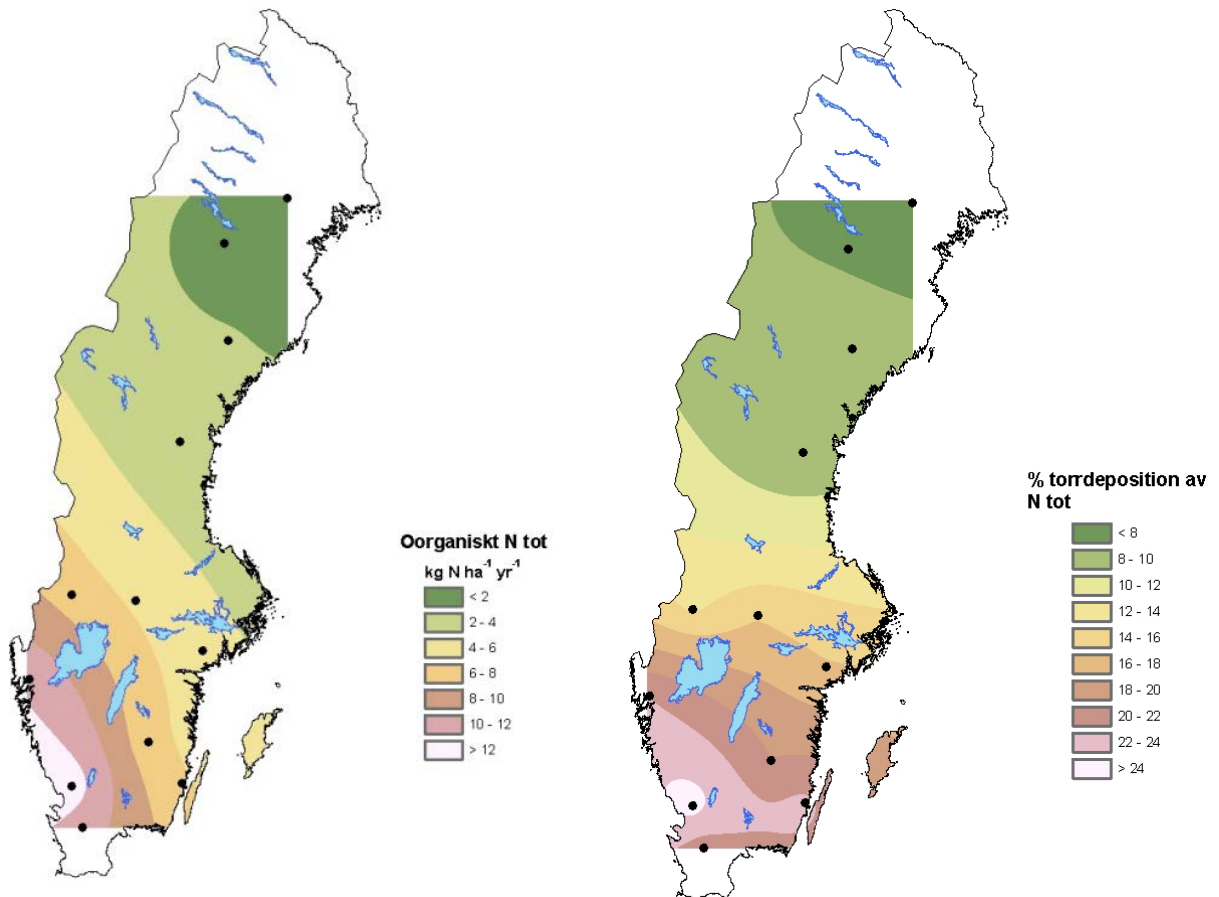 Oorganiskt N tot
kg N ha⁻¹ yr⁻¹
< 2
2 - 4
4 - 6
6 - 8
8 - 10
10 - 12
> 12
% torrdeposition av
N tot
< 8
8 - 10
10 - 12
12 - 14
14 - 16
16 - 18
18 - 20
20 - 22
22 - 24
> 24